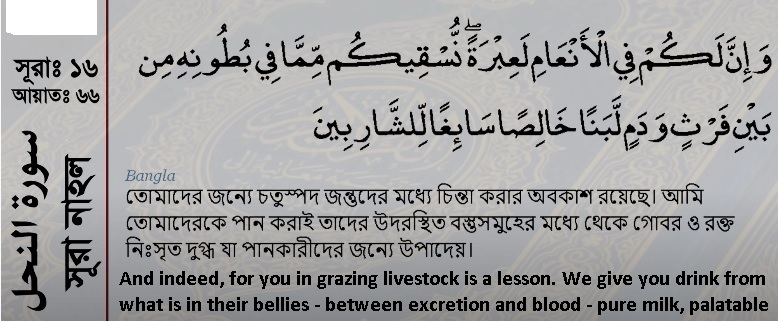 সূরাঃ ১৬
আয়াতঃ ৬৬
سورة النحل
সূরা নাহল
وَإِنَّ لَكُمْ فِي الْأَنْعَامِ لَعِبْرَةً ۖ نُّسْقِيكُم مِّمَّا فِي بُطُونِهِ مِن
بَيْنِ فَرْثٍ وَدَمٍ لَّبَنًا خَالِصًا سَائِغًا لِّلشَّارِبِينَ
Bangla
তোমাদের জন্যে চতুস্পদ জন্তুদের মধ্যে চিন্তা করার অবকাশ রয়েছে। আমি
তোমাদেরকে পান করাই তাদের উদরস্থিত বস্তুসমুহের মধ্যে থেকে গোবর ও রক্ত
নিঃসৃত দুগ্ধ যা পানকারীদের জন্যে উপাদেয়।
And indeed, for you in grazing livestock is a lesson. We give you drink from
what is in their bellies - between excretion and blood - pure milk, palatable